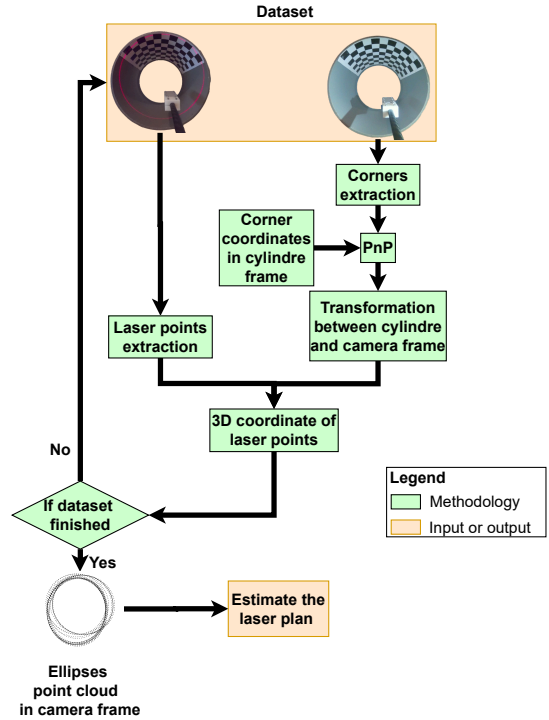 Dataset
Corners
extraction
Corner
coordinates
in cylindre
frame
PnP
Laser points
extraction
Transformation
between cylindre
and camera frame
3D coordinate of
laser points
No
If dataset
finished
Yes
Legend
Methodology
Input or output
Estimate the
laser plan
Ellipses
point cloud
in camera frame